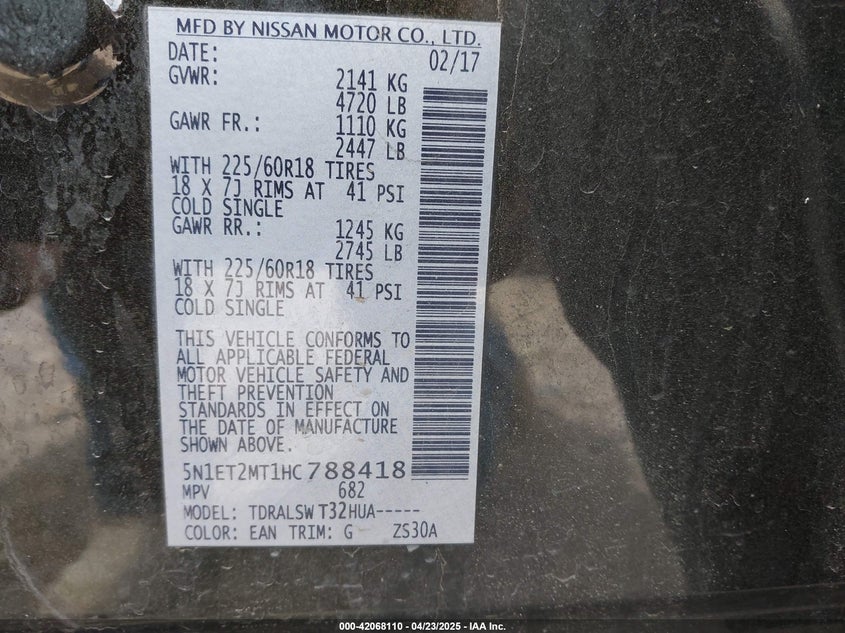 MFD BY NISSAN MOTOR CO., LTD.
DATE: 02/17
GVWR: 2141 KG
4720 LB
GAWR FR.: 1110 KG
2447 LB
WITH 225/60R18 TIRES
18 X 7J RIMS AT 41 PSI
COLD SINGLE
GAWR RR.: 1245 KG
2745 LB
WITH 225/60R18 TIRES
18 X 7J RIMS AT 41 PSI
COLD SINGLE
THIS VEHICLE CONFORMS TO
ALL APPLICABLE FEDERAL
MOTOR VEHICLE SAFETY AND
THEFT PREVENTION
STANDARDS IN EFFECT ON
THE DATE OF MANUFACTURE
SHOWN ABOVE.
5N1ET2MT1HC788418
MPV 682
MODEL: TDRALSW T32HUA-----
COLOR: EAN TRIM: G ZS30A
000-42068110 - 04/23/2025 - IAA Inc.